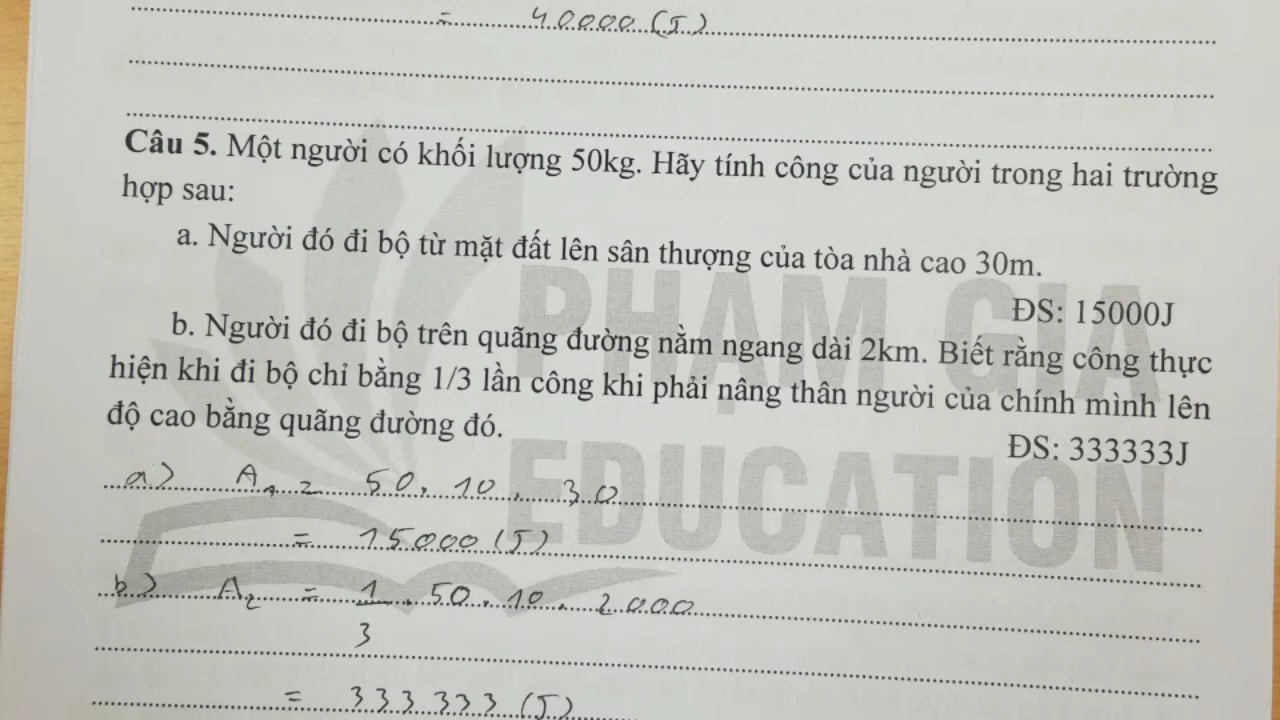 = 40000 (J)
Câu 5. Một người có khối lượng 50kg. Hãy tính công của người trong hai trường
hợp sau:
a. Người đó đi bộ từ mặt đất lên sân thượng của tòa nhà cao 30m.
ĐS: 15000J
b. Người đó đi bộ trên quãng đường nằm ngang dài 2km. Biết rằng công thực
hiện khi đi bộ chỉ bằng 1/3 lần công khi phải nâng thân người của chính mình lên
độ cao bằng quãng đường đó.
ĐS: 333333J
PHẠM GIA
EDUCATION
a) A₁ = 50.10.30
= 15000 (J)
b) A₂ = 1/3 .50.10.2000
= 333333 (J)